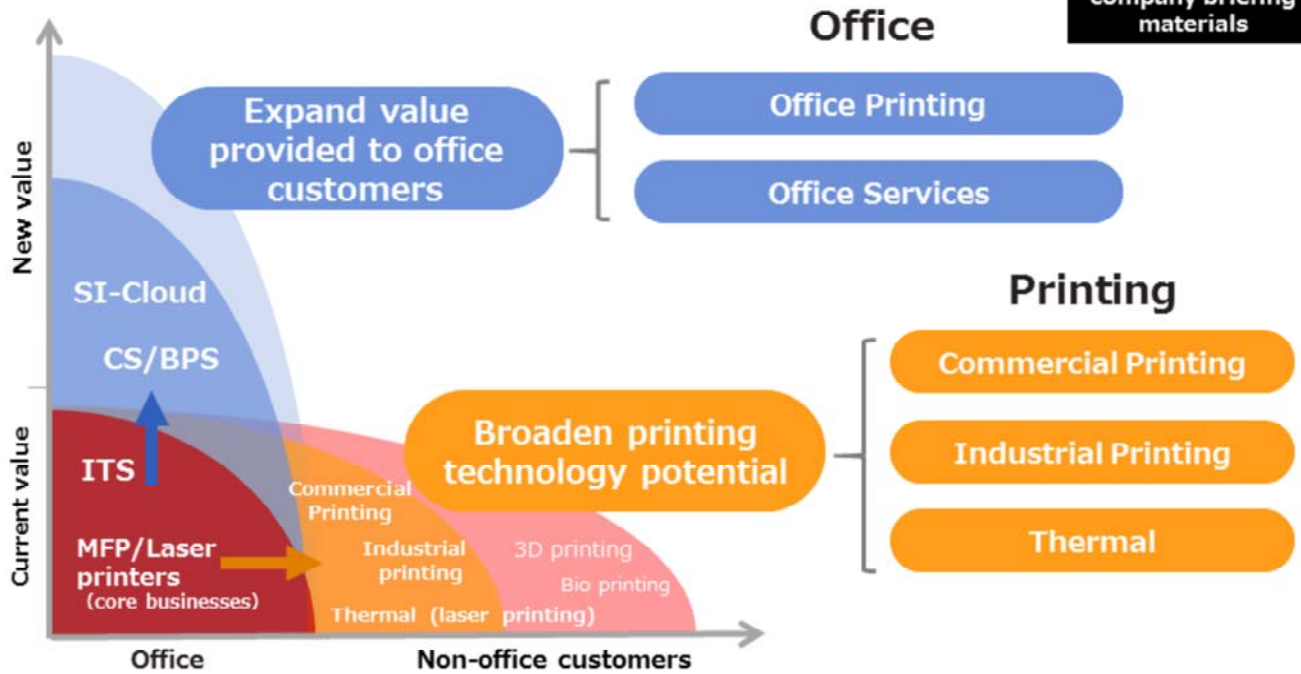 company briefing
materials
Office
Expand value
provided to office
customers
Office Printing
Office Services
New value
SI-Cloud
CS/BPS
Printing
Commercial Printing
Industrial Printing
Thermal
Broaden printing
technology potential
Current value
ITS
MFP/Laser
printers
(core businesses)
Commercial
Printing
Industrial
printing
3D printing
Bio printing
Thermal (laser printing)
Office
Non-office customers